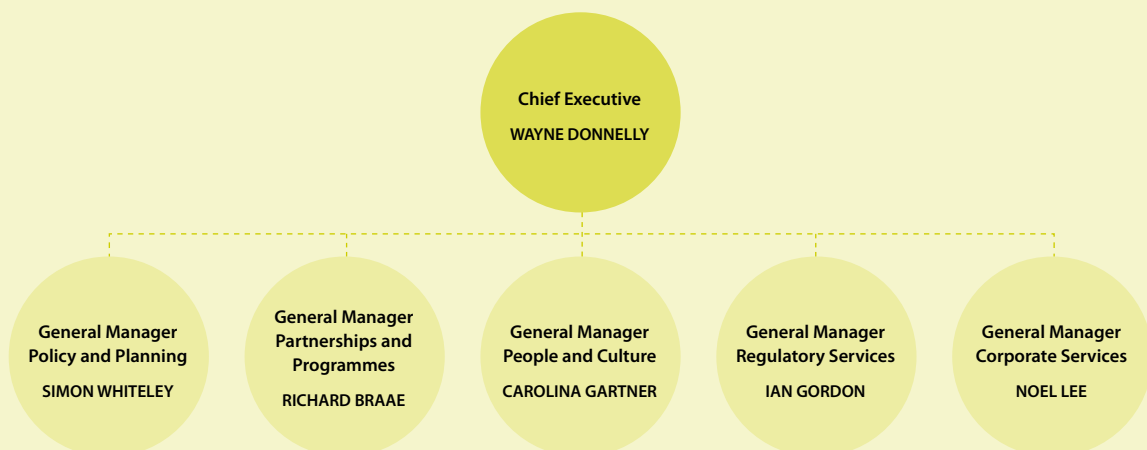 Chief Executive
WAYNE DONNELLY
General Manager
Policy and Planning
SIMON WHITELEY
General Manager
Partnerships and
Programmes
RICHARD BRAAE
General Manager
People and Culture
CAROLINA GARTNER
General Manager
Regulatory Services
IAN GORDON
General Manager
Corporate Services
NOEL LEE